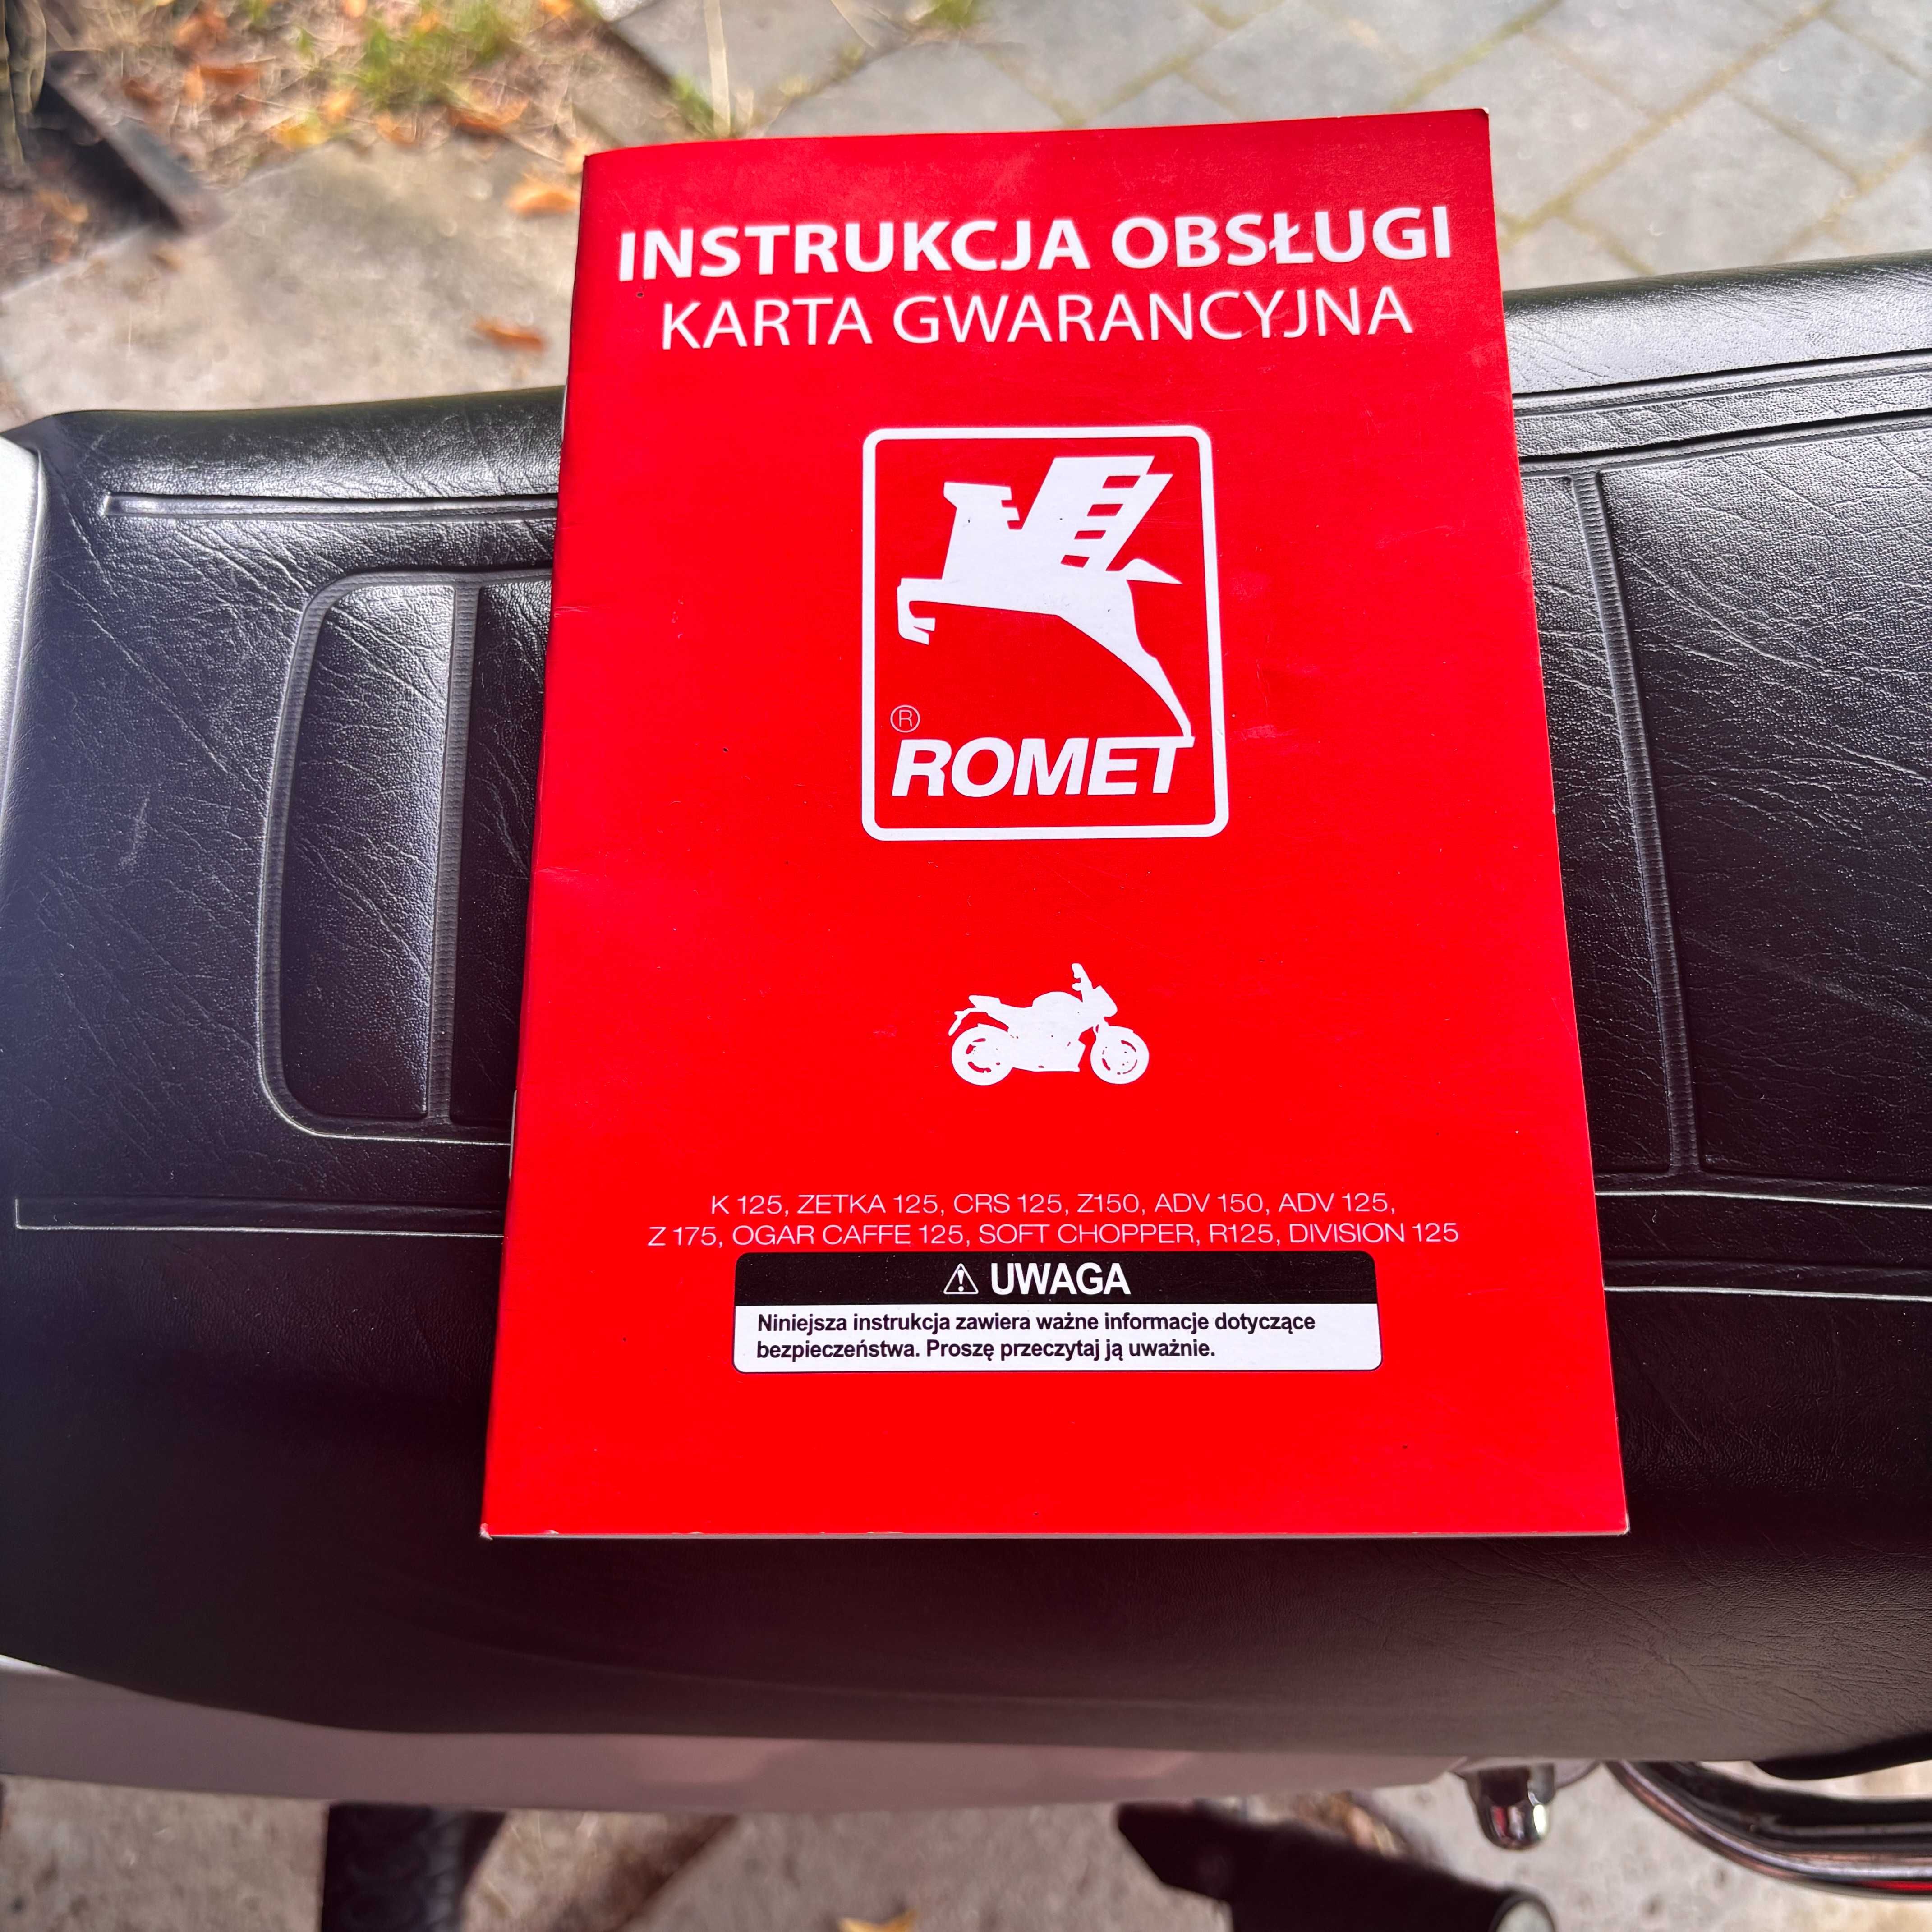 INSTRUKCJA OBSŁUGI
KARTA GWARANCYJNA
®
ROMET
K 125, ZETKA 125, CRS 125, Z150, ADV 150, ADV 125,
Z 175, OGAR CAFFE 125, SOFT CHOPPER, R125, DIVISION 125
UWAGA
Niniejsza instrukcja zawiera ważne informacje dotyczące
bezpieczeństwa. Proszę przeczytaj ją uważnie.